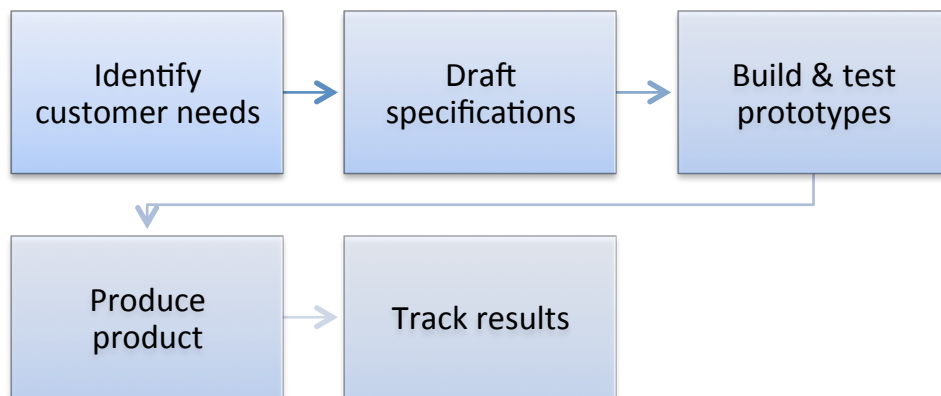 Identify
customer needs
Draft
specifications
Build & test
prototypes
Produce
product
Track results